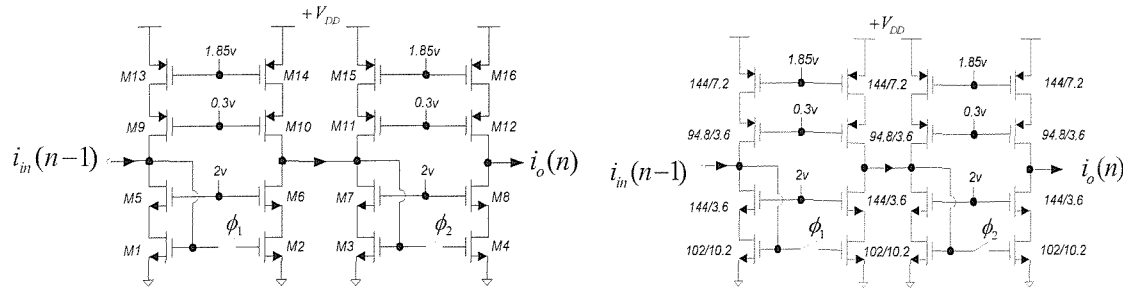 +V_DD
1.85v 1.85v
M13 M14 M15 M16
0.3v 0.3v
M9 M10 M11 M12
i_in(n−1) i_o(n)
2v 2v
M5 M6 M7 M8
ϕ_1 ϕ_2
M1 M2 M3 M4
+V_DD
1.85v 1.85v
144/7.2 144/7.2 144/7.2
0.3v 0.3v
94.8/3.6 94.8/3.6 94.8/3.6
i_in(n−1) i_o(n)
2v 2v
144/3.6 144/3.6 144/3.6
ϕ_1 ϕ_2
102/10.2 102/10.2 102/10.2